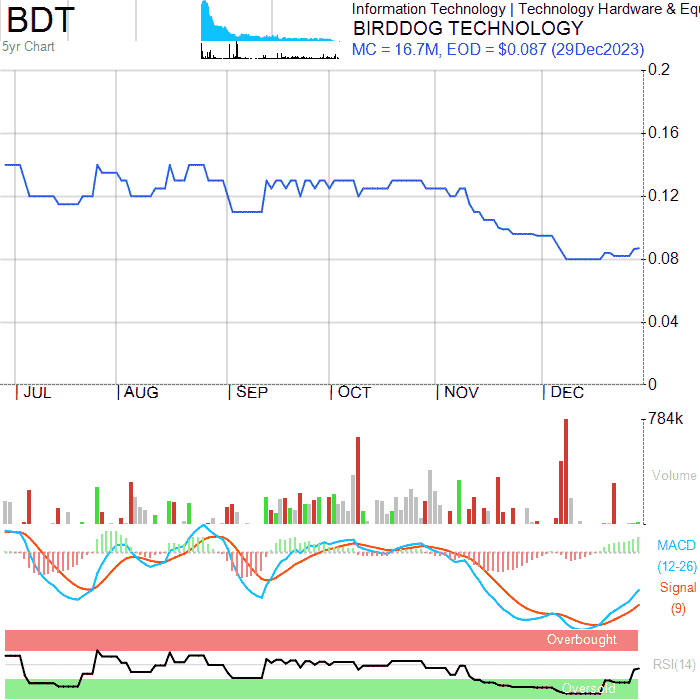 BDT
5yr Chart
Information Technology | Technology Hardware & Equ
BIRDDOG TECHNOLOGY
MC = 16.7M, EOD = $0.087 (29Dec2023)
0.2
0.16
0.12
0.08
0.04
0
JUL AUG SEP OCT NOV DEC
784k
Volume
MACD
(12-26)
Signal
(9)
Overbought
RSI(14)
Oversold